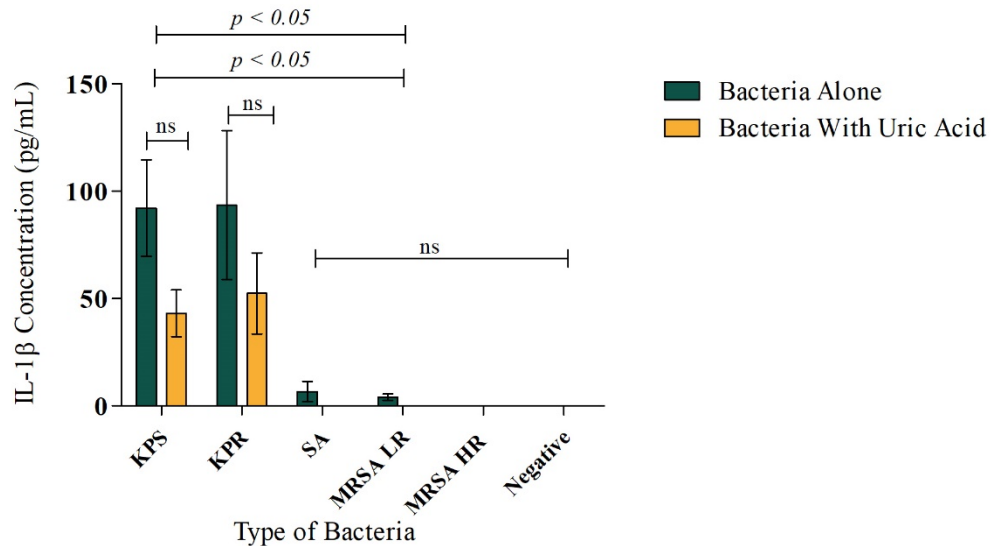 p < 0.05
p < 0.05
ns
ns
ns
IL-1β Concentration (pg/mL)
150
100
50
0
KPS
KPR
SA
MRSA LR
MRSA HR
Negative
Type of Bacteria
Bacteria Alone
Bacteria With Uric Acid